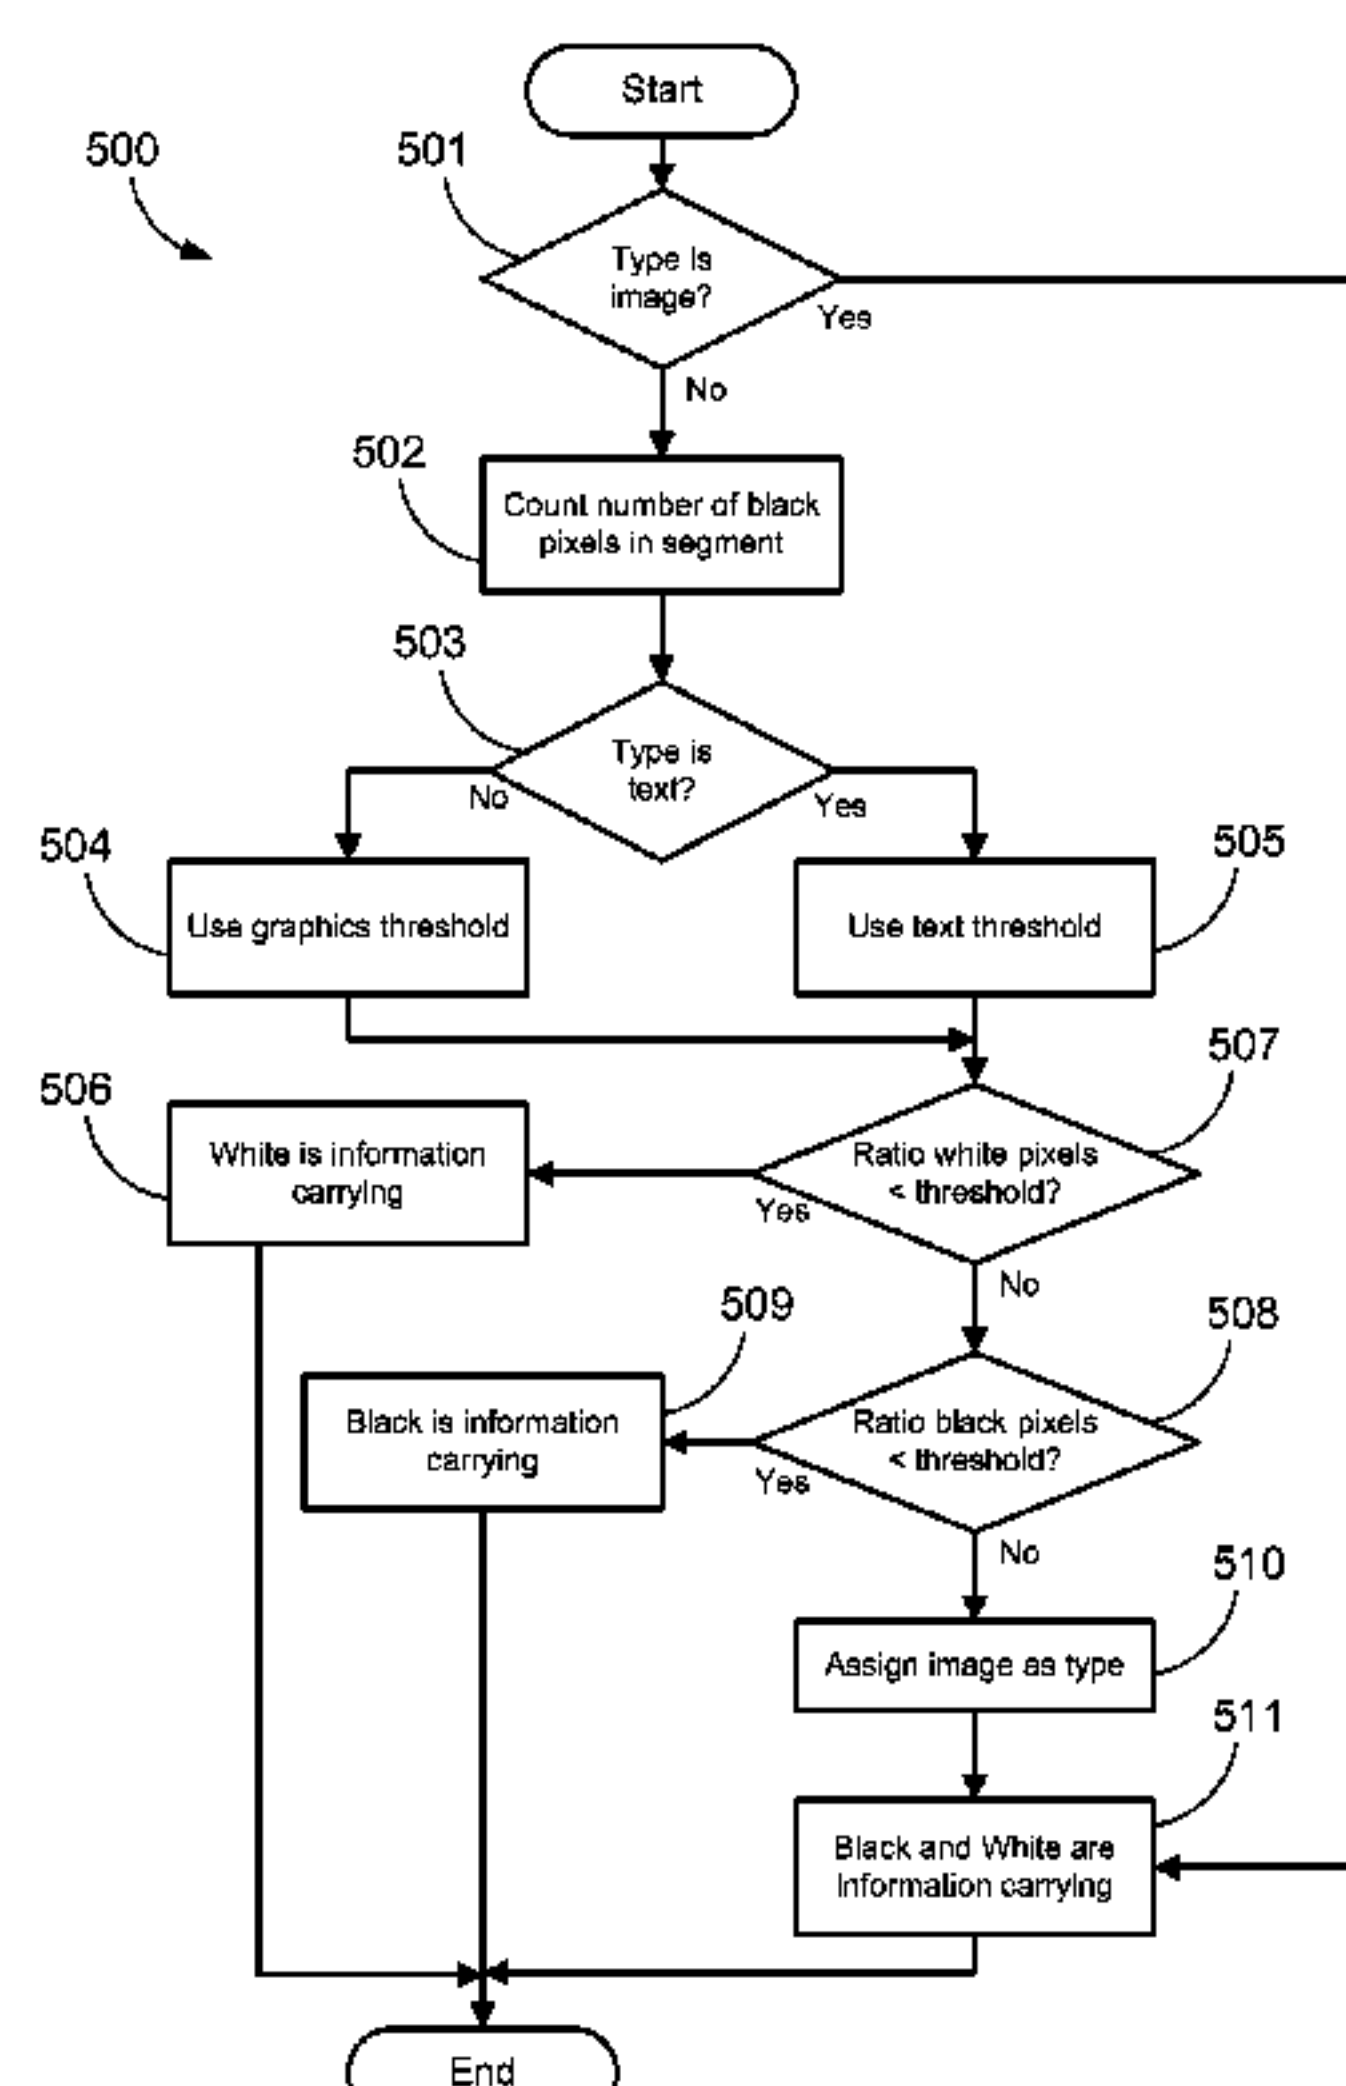 Start
500
501
Type is
image?
Yes
No
502
Count number of black
pixels in segment
503
Type is
text?
No
Yes
504
505
Use graphics threshold
Use text threshold
507
506
White is information
carrying
Ratio white pixels
< threshold?
Yes
No
509
508
Black is information
carrying
Ratio black pixels
< threshold?
Yes
No
510
Assign image as type
511
Black and White are
information carrying
End